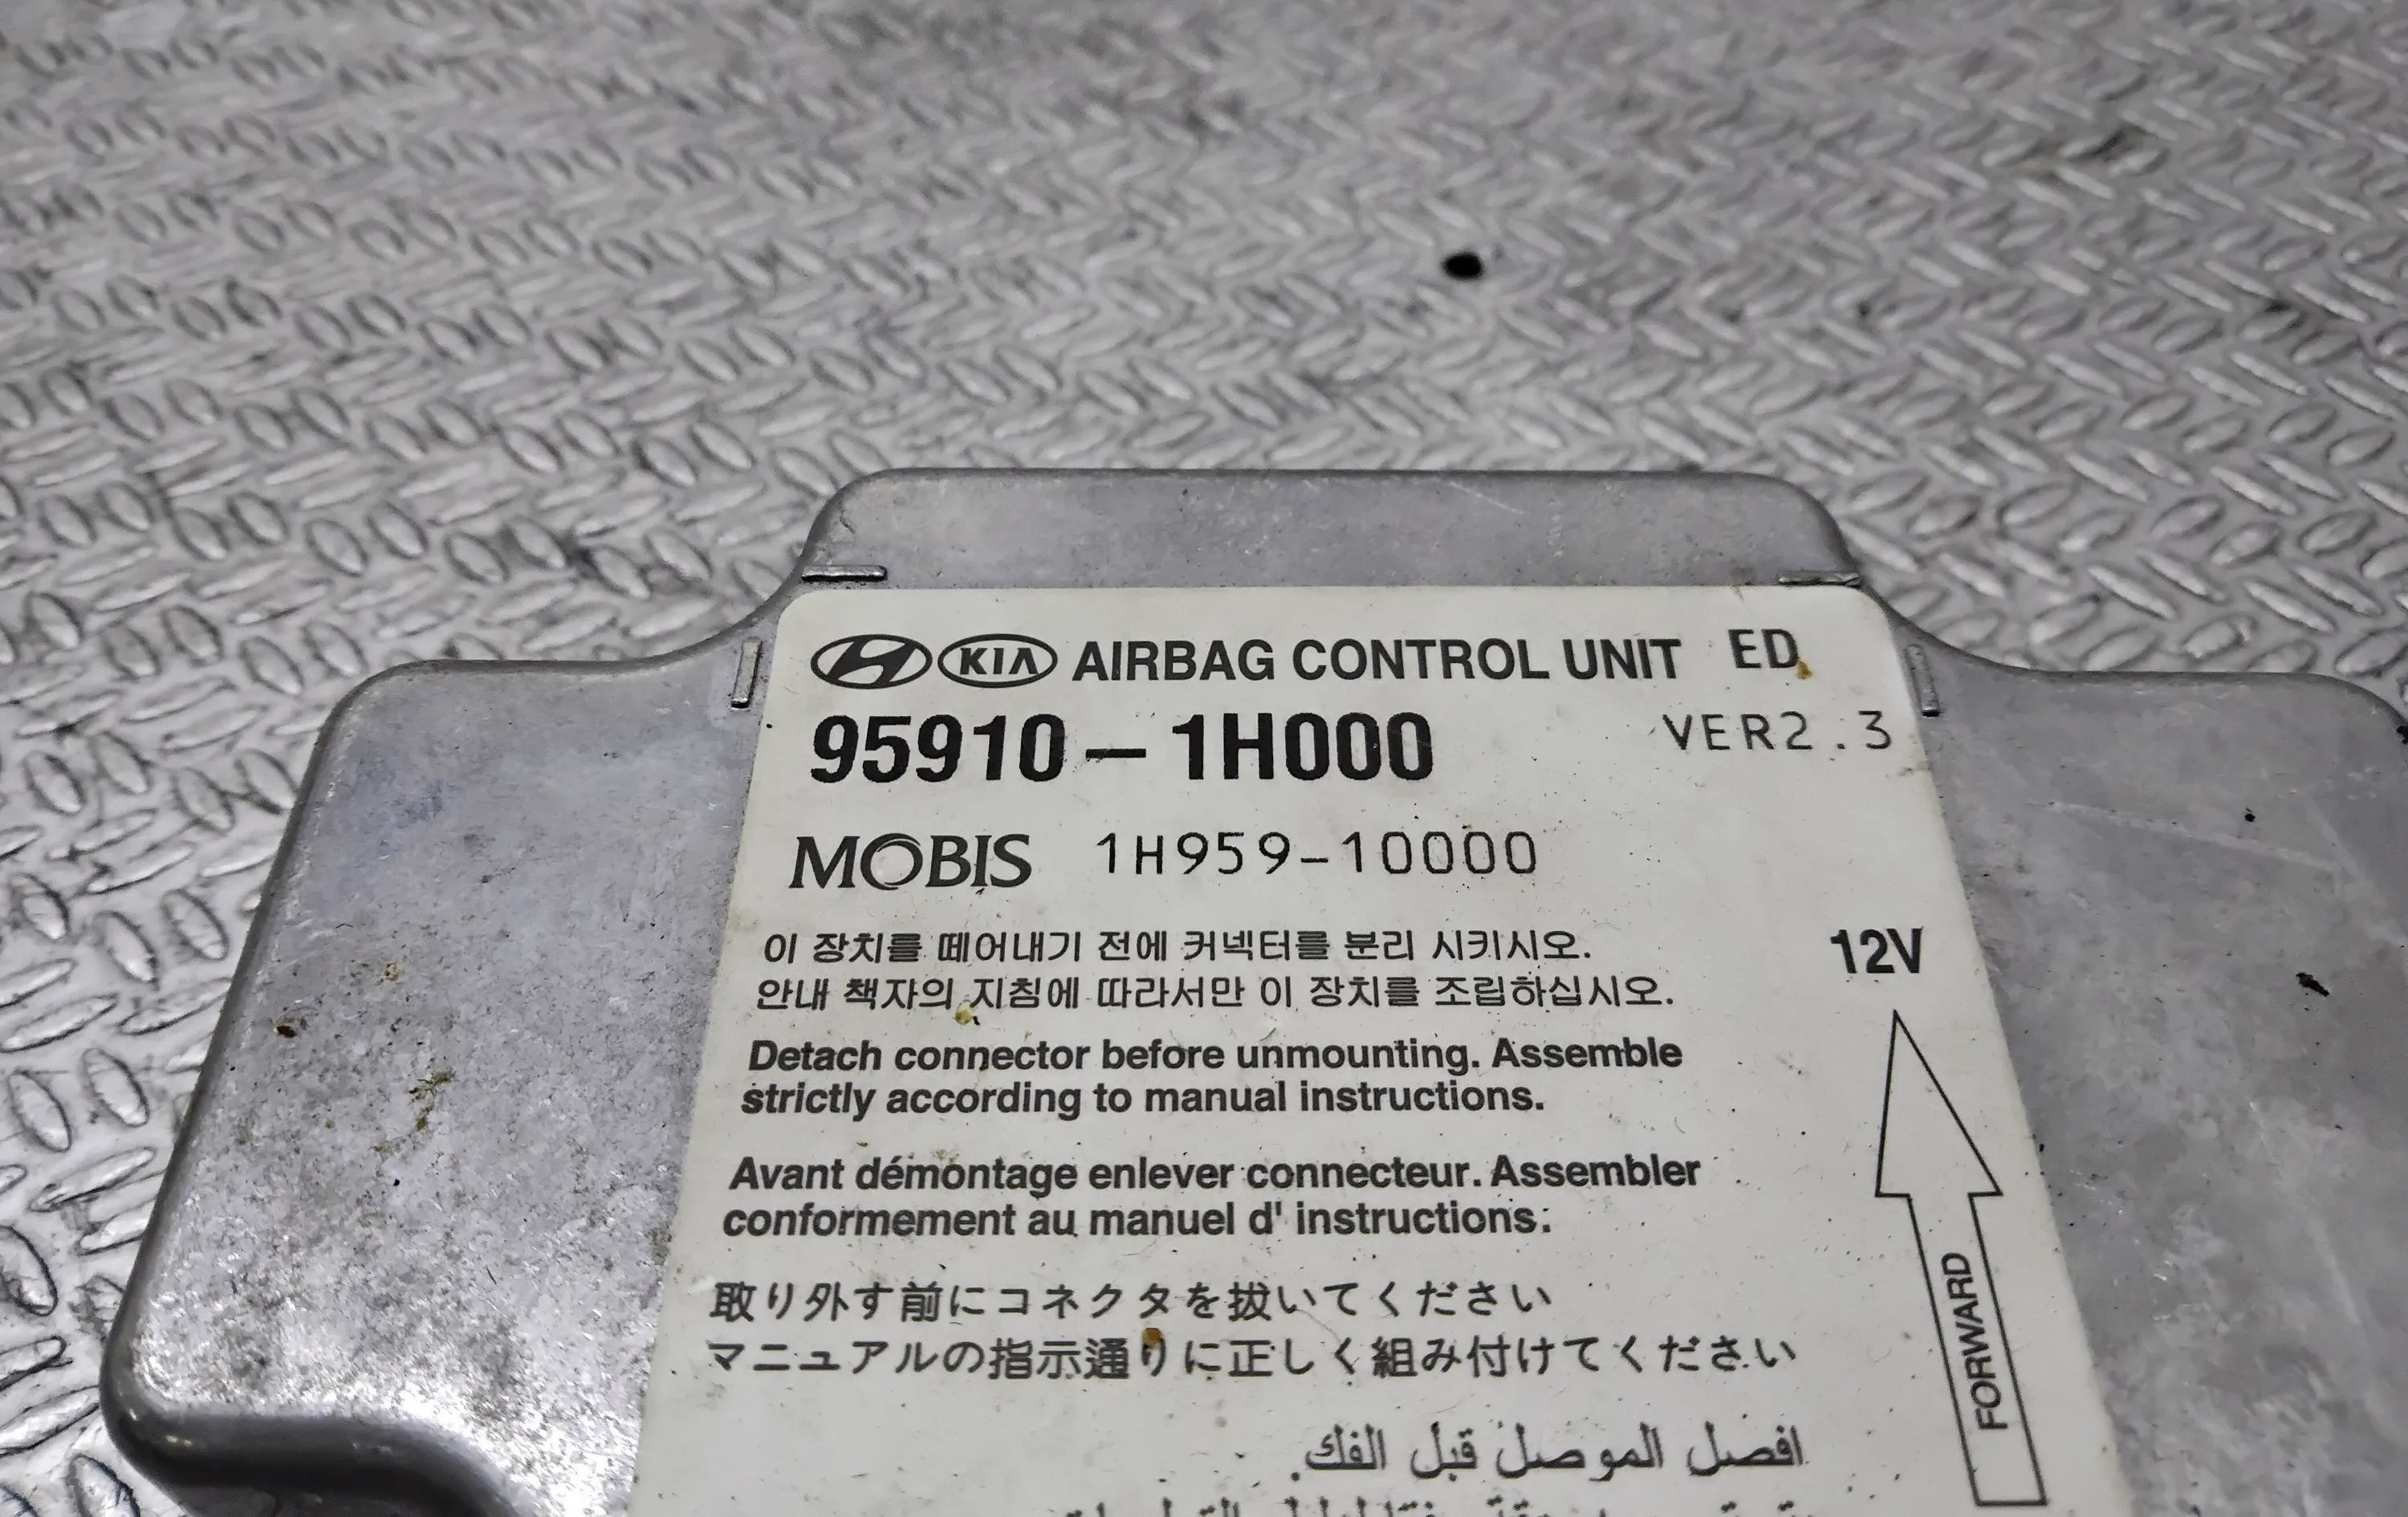 KIA AIRBAG CONTROL UNIT ED
95910-1H000 VER2.3
MOBIS 1H959-10000
이 장치를 떼어내기 전에 커넥터를 분리 시키시오.
안내 책자의 지침에 따라서만 이 장치를 조립하십시오.
12V
Detach connector before unmounting. Assemble
strictly according to manual instructions.
Avant démontage enlever connecteur. Assembler
conformement au manuel d' instructions.
取り外す前にコネクタを抜いてください
マニュアルの指示通りに正しく組み付けてください
FORWARD
افصل الموصل قبل الفك.